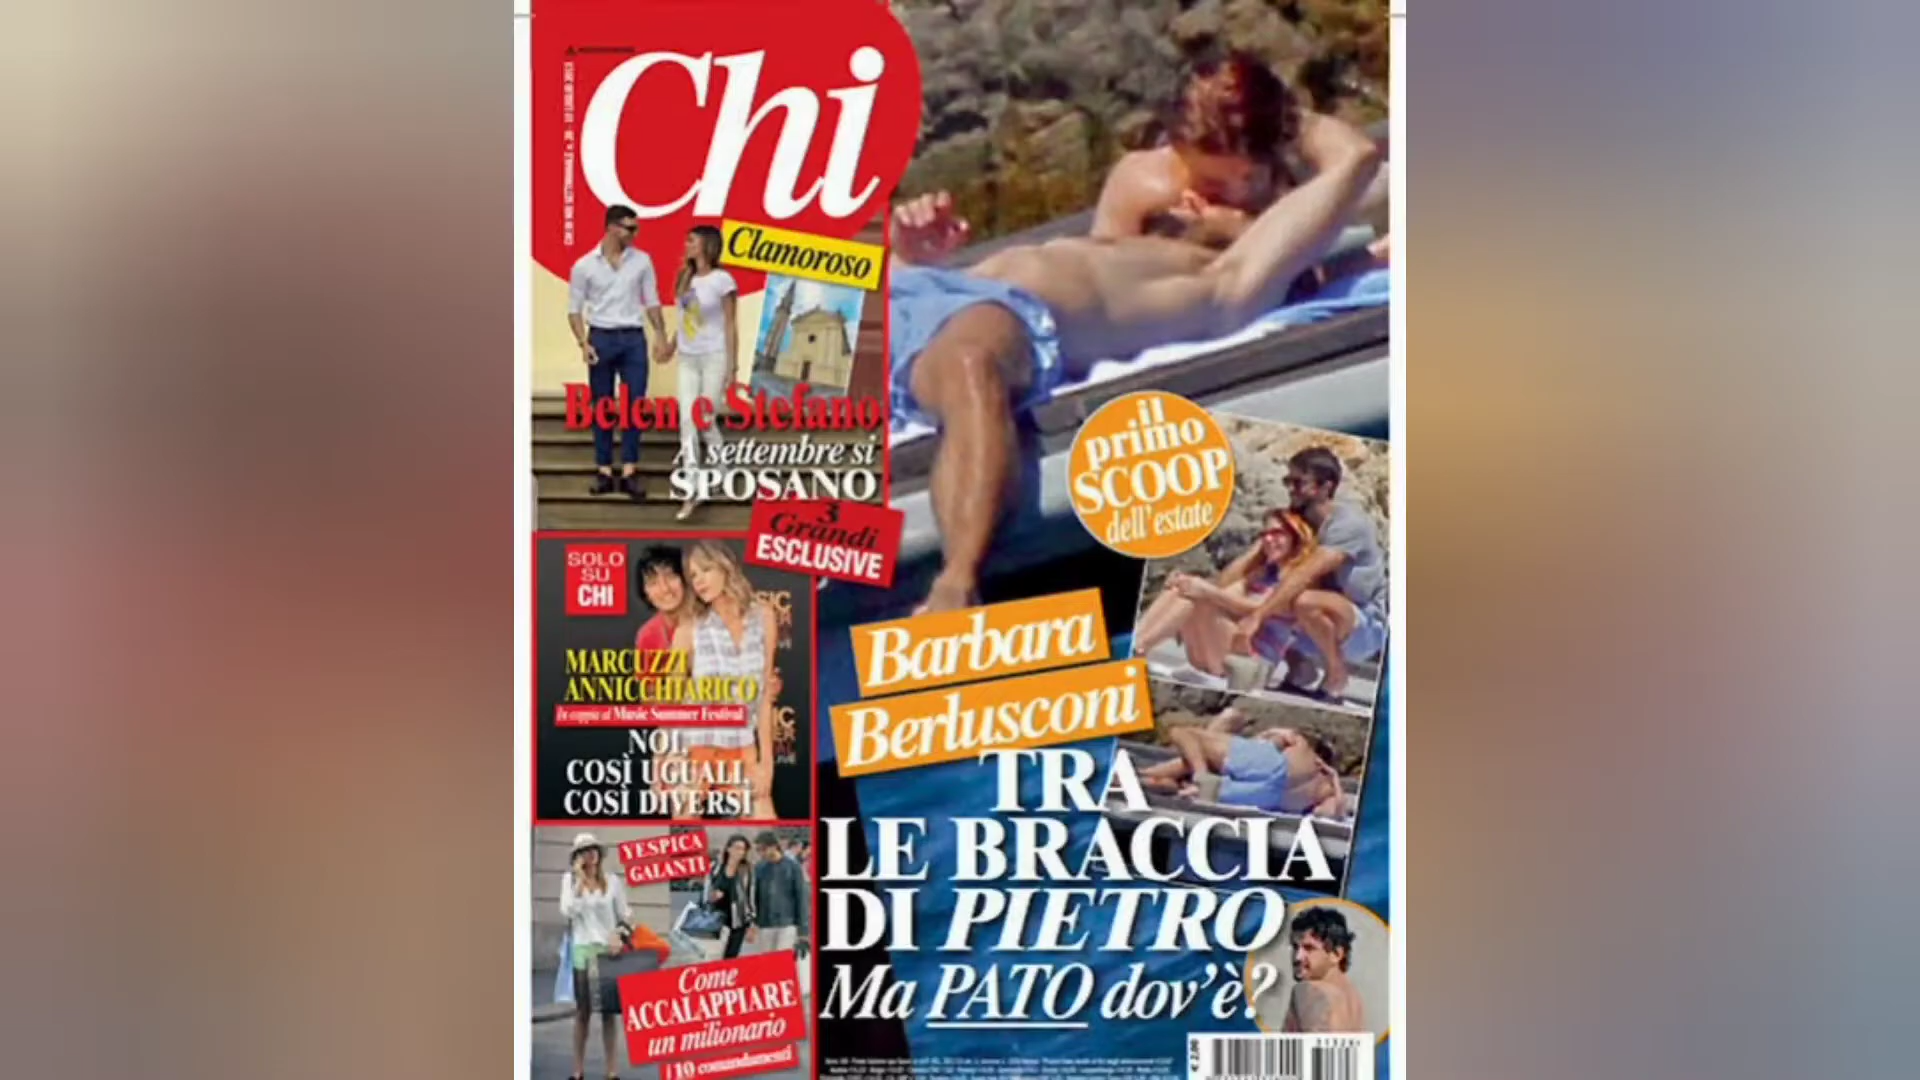 Chi
Clamoroso
Belen e Stefano
A settembre si
SPOSANO
3
Grandi
ESCLUSIVE
SOLO
SU
CHI
MARCUZZI
ANNICCHIARICO
In coppia al Music Summer Festival
NOI,
COSÌ UGUALI,
COSÌ DIVERSI
YESPICA
GALANTI
Come
ACCALAPPIARE
un milionario
i 10 comandamenti
il
primo
SCOOP
dell'estate
Barbara
Berlusconi
TRA
LE BRACCIA
DI PIETRO
Ma PATO dov'è?